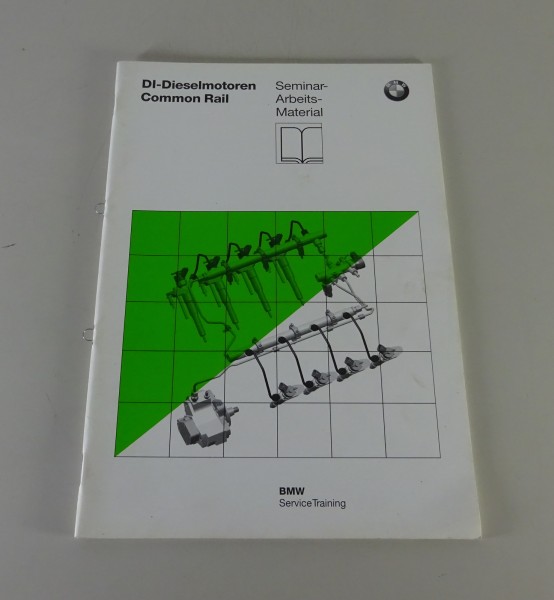 DI-Dieselmotoren
Common Rail
Seminar-
Arbeits-
Material
BMW
ServiceTraining